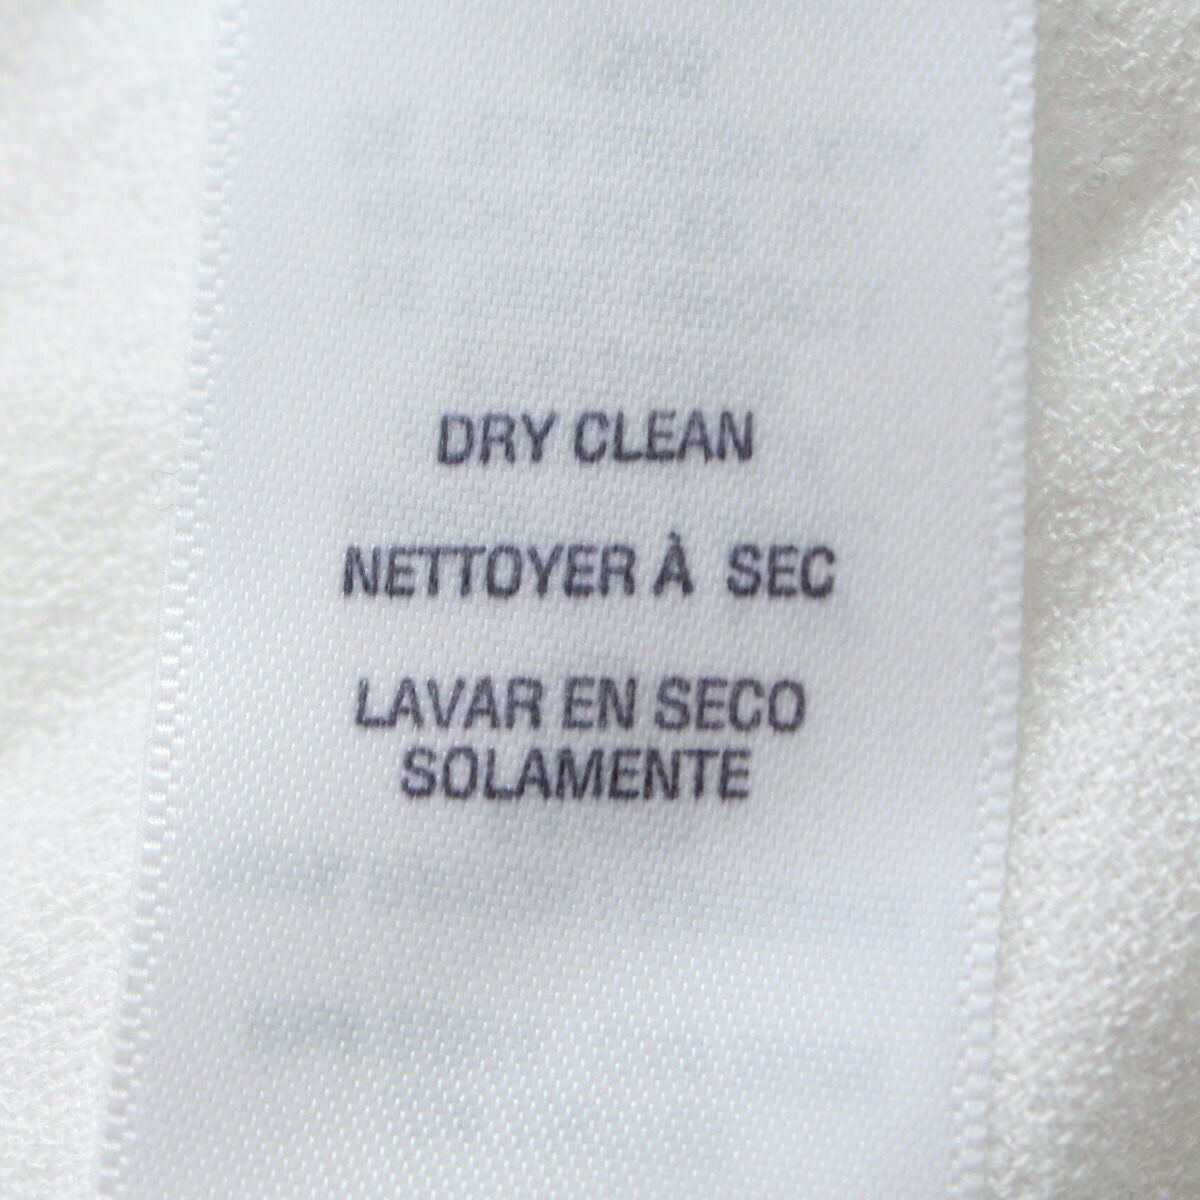 DRY CLEAN
NETTOYER À SEC
LAVAR EN SECO
SOLAMENTE